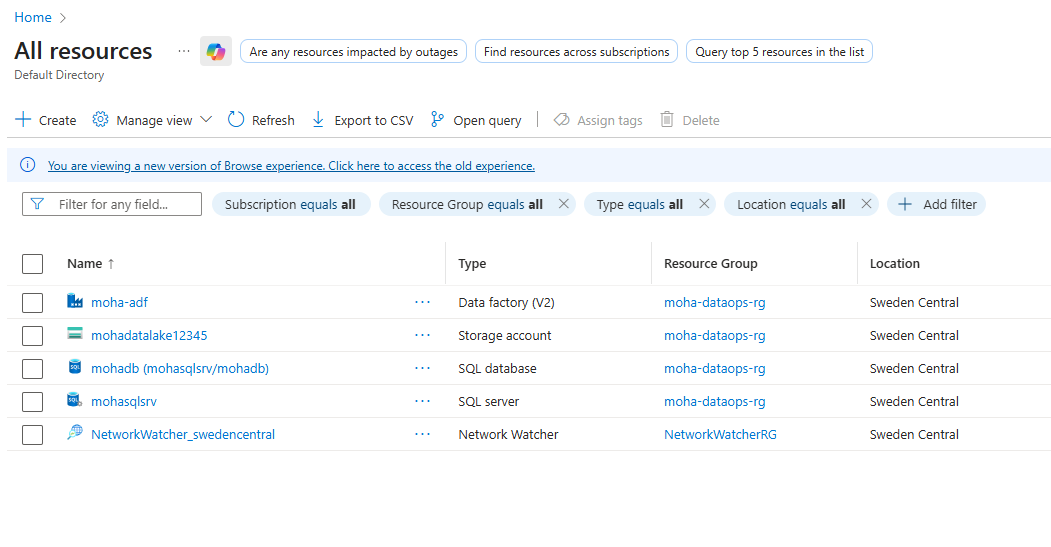 Home
All resources ... Are any resources impacted by outages Find resources across subscriptions Query top 5 resources in the list
Default Directory
Create Manage view Refresh Export to CSV Open query Assign tags Delete
You are viewing a new version of Browse experience. Click here to access the old experience.
Filter for any field... Subscription equals all Resource Group equals all Type equals all Location equals all Add filter
Name ↑ Type Resource Group Location
moha-adf ... Data factory (V2) moha-dataops-rg Sweden Central
mohadatalake12345 ... Storage account moha-dataops-rg Sweden Central
SQL mohadb (mohasqlsrv/mohadb) ... SQL database moha-dataops-rg Sweden Central
SQL mohasqlsrv ... SQL server moha-dataops-rg Sweden Central
NetworkWatcher_swedencentral ... Network Watcher NetworkWatcherRG Sweden Central